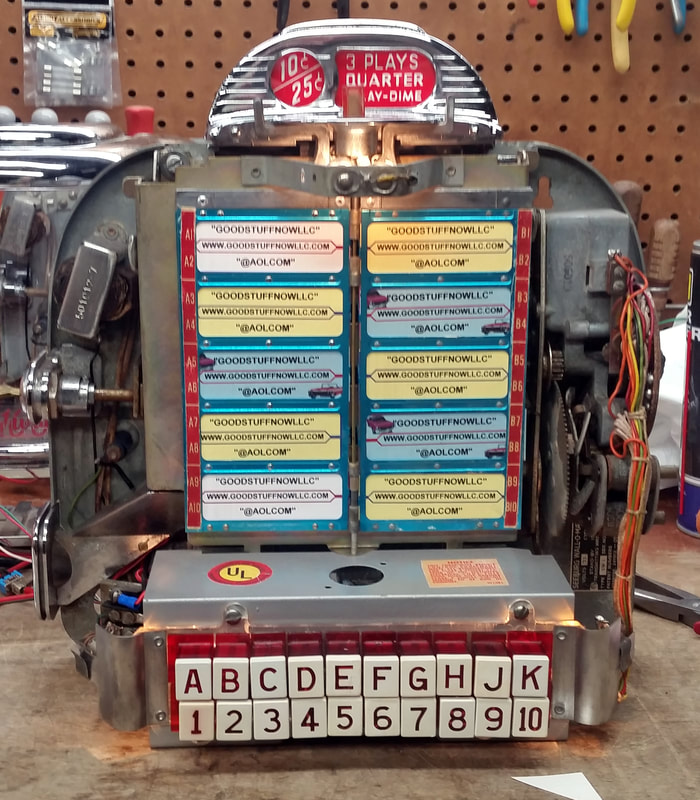 10¢
25¢
3 PLAYS
QUARTER
AY-DIME
501012-7
A1
"GOODSTUFFNOWLLC"
WWW.GOODSTUFFNOWLLC.COM
A2
"@AOLCOM"
"GOODSTUFFNOWLLC"
B1
WWW.GOODSTUFFNOWLLC.COM
"@AOLCOM"
B2
A3
"GOODSTUFFNOWLLC"
WWW.GOODSTUFFNOWLLC.COM
A4
"@AOLCOM"
"GOODSTUFFNOWLLC"
B3
WWW.GOODSTUFFNOWLLC.COM
"@AOLCOM"
B4
A5
"GOODSTUFFNOWLLC"
WWW.GOODSTUFFNOWLLC.COM
A6
"@AOLCOM"
"GOODSTUFFNOWLLC"
B5
WWW.GOODSTUFFNOWLLC.COM
"@AOLCOM"
B6
A7
"GOODSTUFFNOWLLC"
WWW.GOODSTUFFNOWLLC.COM
A8
"@AOLCOM"
"GOODSTUFFNOWLLC"
B7
WWW.GOODSTUFFNOWLLC.COM
"@AOLCOM"
B8
A9
"GOODSTUFFNOWLLC"
WWW.GOODSTUFFNOWLLC.COM
A10
"@AOLCOM"
"GOODSTUFFNOWLLC"
B9
WWW.GOODSTUFFNOWLLC.COM
"@AOLCOM"
B10
UL
A B C D E F G H J K
1 2 3 4 5 6 7 8 9 10